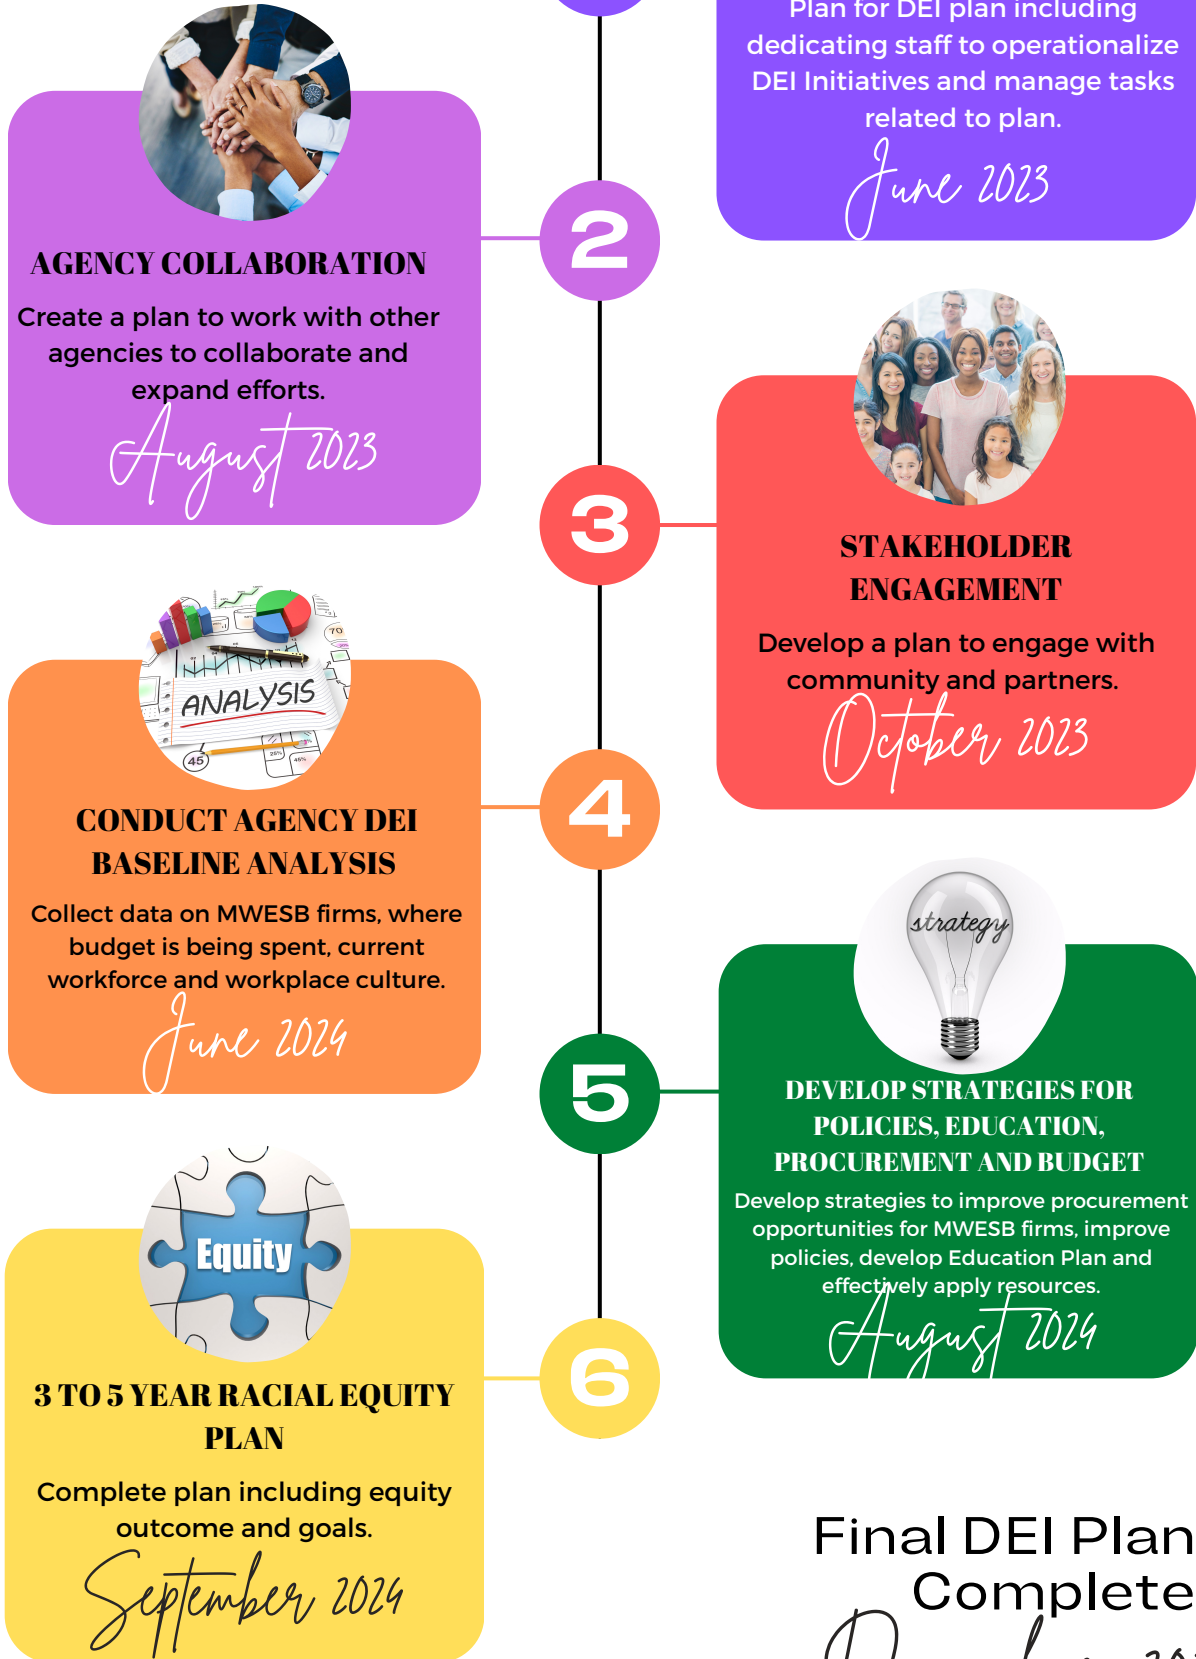 Plan for DEI plan including
dedicating staff to operationalize
DEI Initiatives and manage tasks
related to plan.
June 2023
2
AGENCY COLLABORATION
Create a plan to work with other
agencies to collaborate and
expand efforts.
August 2023
3
STAKEHOLDER
ENGAGEMENT
Develop a plan to engage with
community and partners.
October 2023
70
ANALYSIS
45
4
CONDUCT AGENCY DEI
BASELINE ANALYSIS
Collect data on MWESB firms, where
budget is being spent, current
workforce and workplace culture.
June 2024
strategy
5
DEVELOP STRATEGIES FOR
POLICIES, EDUCATION,
PROCUREMENT AND BUDGET
Develop strategies to improve procurement
opportunities for MWESB firms, improve
policies, develop Education Plan and
effectively apply resources.
August 2024
Equity
6
3 TO 5 YEAR RACIAL EQUITY
PLAN
Complete plan including equity
outcome and goals.
September 2024
Final DEI Plan
Complete